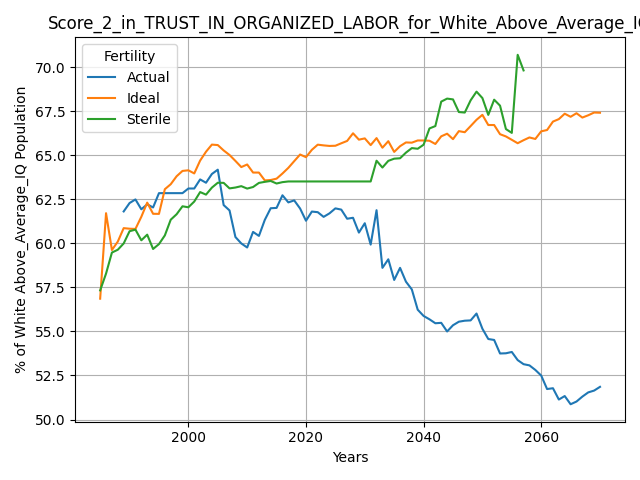 Score_2_in_TRUST_IN_ORGANIZED_LABOR_for_White_Above_Average_IQ
Fertility
Actual
Ideal
Sterile
% of White Above_Average_IQ Population
70.0
67.5
65.0
62.5
60.0
57.5
55.0
52.5
50.0
2000
2020
2040
2060
Years